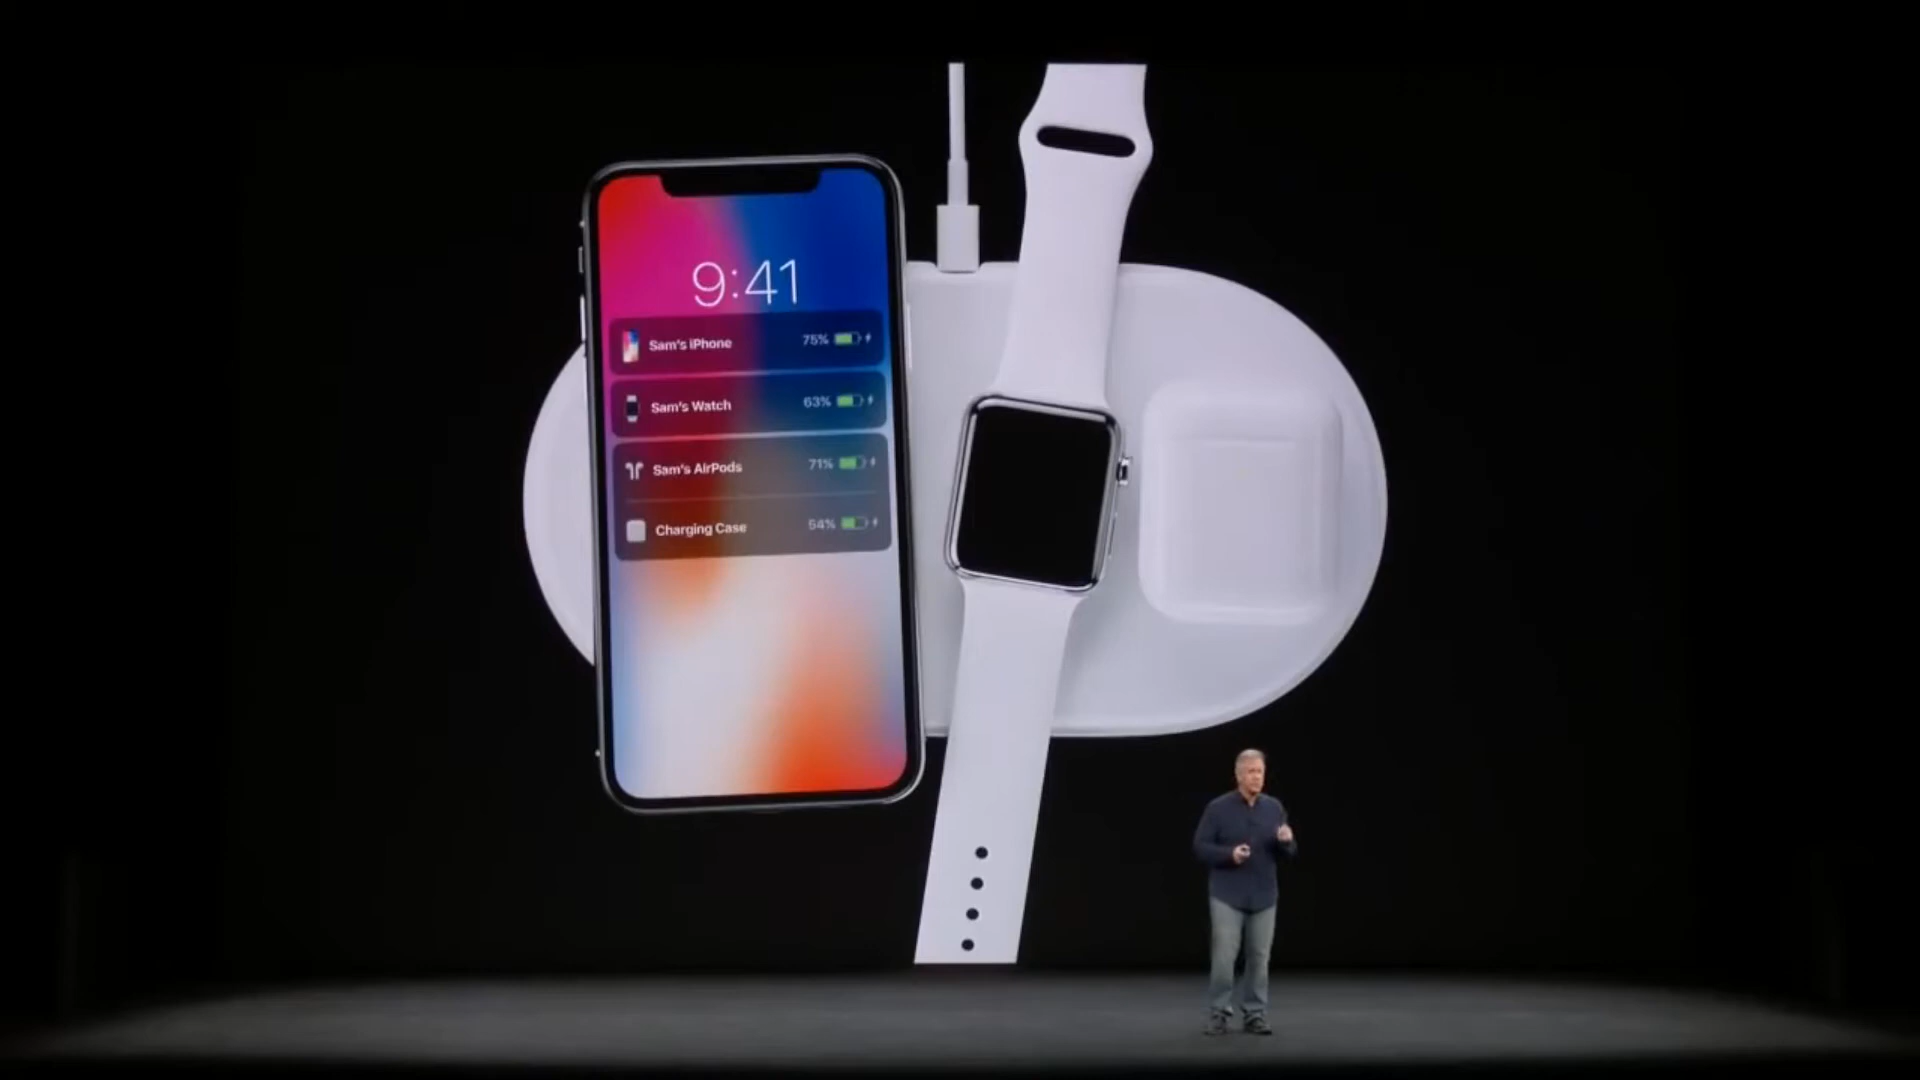 9:41
Sam's iPhone 75%
Sam's Watch 63%
Sam's AirPods 71%
Charging Case 54%